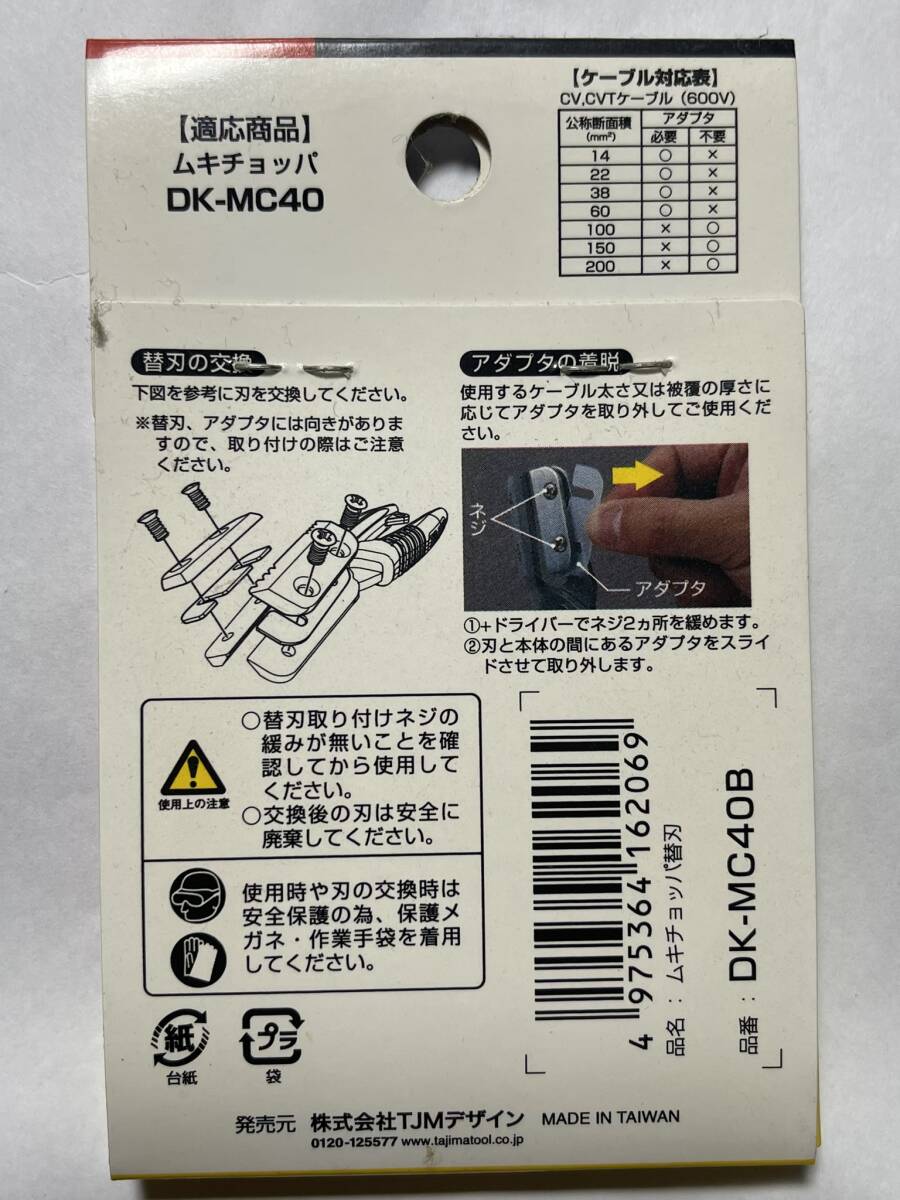 【適応商品】
ムキチョッパ
DK-MC40
【ケーブル対応表】
CV,CVTケーブル（600V）
公称断面積 アダプタ
(mm²) 必要 不要
14 ○ ×
22 ○ ×
38 ○ ×
60 ○ ×
100 × ○
150 × ○
200 × ○
替刃の交換
下図を参考に刃を交換してください。
※替刃、アダプタには向きがありま
すので、取り付けの際はご注意
ください。
アダプタの着脱
使用するケーブル太さ又は被覆の厚さに
応じてアダプタを取り外してご使用くだ
さい。
ネジ
アダプタ
①+ドライバーでネジ2ヵ所を緩めます。
②刃と本体の間にあるアダプタをスライ
ドさせて取り外します。
使用上の注意
○替刃取り付けネジの
緩みが無いことを確
認してから使用して
ください。
○交換後の刃は安全に
廃棄してください。
使用時や刃の交換時は
安全保護の為、保護メ
ガネ・作業手袋を着用
してください。
4 975364 162069
品名：ムキチョッパ替刃
品番：DK-MC40B
紙
台紙
プラ
袋
発売元 株式会社TJMデザイン MADE IN TAIWAN
0120-125577 www.tajimatool.co.jp